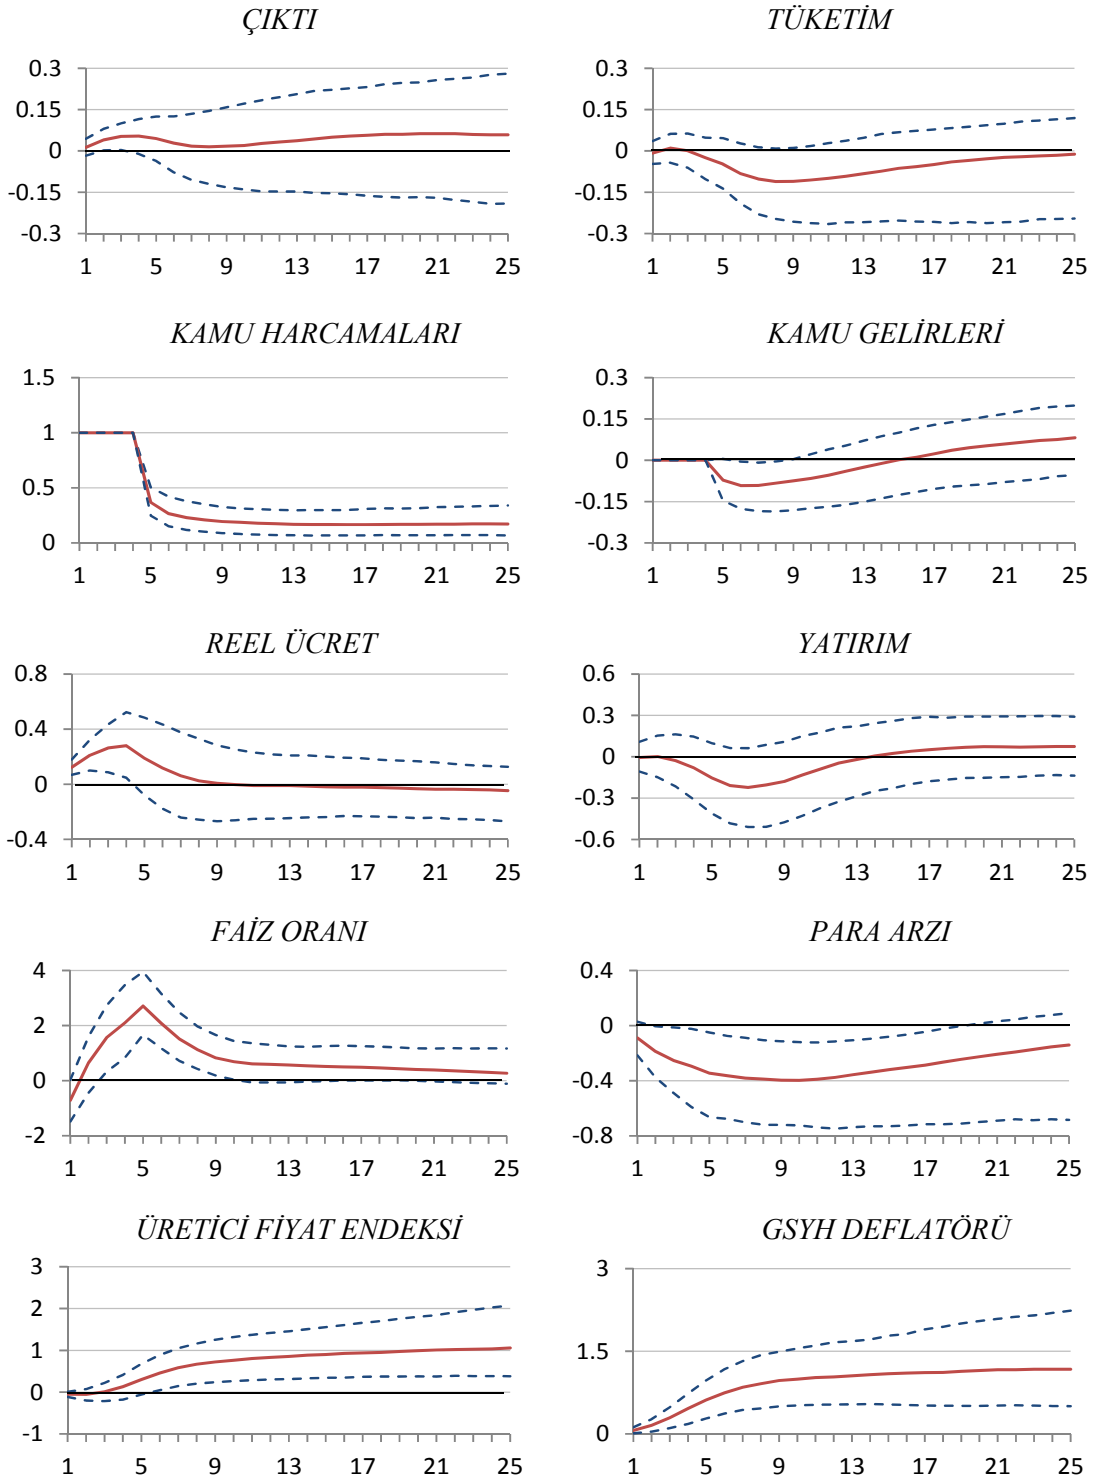 ÇIKTI
0.3
0.15
0
-0.15
-0.3
1 5 9 13 17 21 25
TÜKETİM
0.3
0.15
0
-0.15
-0.3
1 5 9 13 17 21 25
KAMU HARCAMALARI
1.5
1
0.5
0
1 5 9 13 17 21 25
KAMU GELİRLERİ
0.3
0.15
0
-0.15
-0.3
1 5 9 13 17 21 25
REEL ÜCRET
0.8
0.4
0
-0.4
1 5 9 13 17 21 25
YATIRIM
0.6
0.3
0
-0.3
-0.6
1 5 9 13 17 21 25
FAİZ ORANI
4
2
0
-2
1 5 9 13 17 21 25
PARA ARZI
0.4
0
-0.4
-0.8
1 5 9 13 17 21 25
ÜRETİCİ FİYAT ENDEKSİ
3
2
1
0
-1
1 5 9 13 17 21 25
GSYH DEFLATÖRÜ
3
1.5
0
1 5 9 13 17 21 25